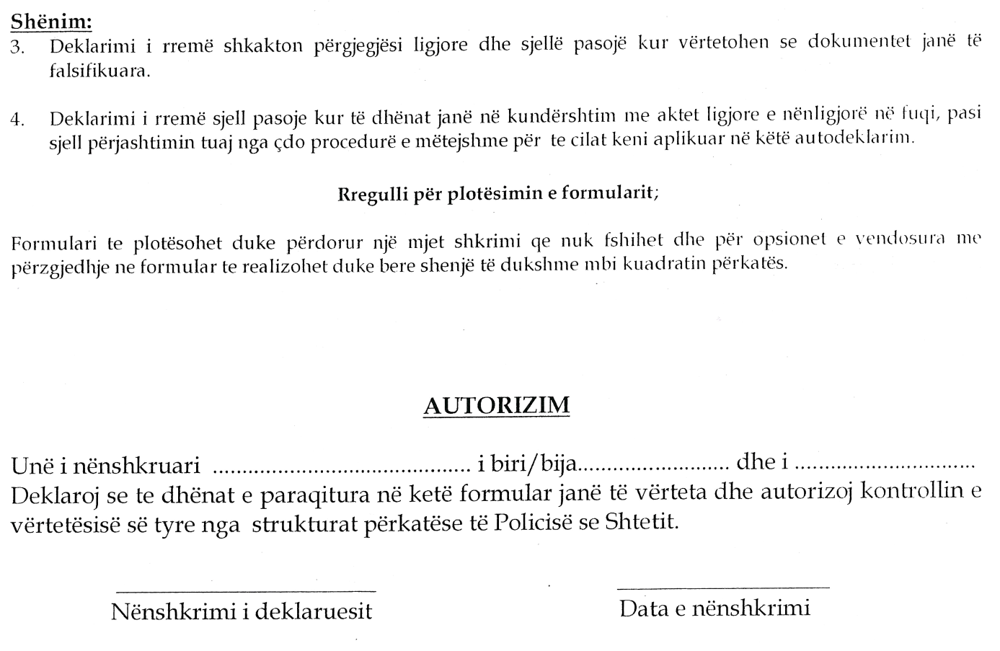 Shënim:
3. Deklarimi i rremë shkakton përgjegjësi ligjore dhe sjellë pasojë kur vërtetohen se dokumentet janë të
falsifikuara.
4. Deklarimi i rremë sjell pasoje kur të dhënat janë në kundërshtim me aktet ligjore e nënligjorë në fuqi, pasi
sjell përjashtimin tuaj nga çdo procedurë e mëtejshme për te cilat keni aplikuar në këtë autodeklarim.
Rregulli për plotësimin e formularit;
Formulari te plotësohet duke përdorur një mjet shkrimi qe nuk fshihet dhe për opsionet e vendosura me
përzgjedhje ne formular te realizohet duke bere shenjë të dukshme mbi kuadratin përkatës.
AUTORIZIM
Unë i nënshkruari ............................................ i biri/bija.......................... dhe i ...............................
Deklaroj se te dhënat e paraqitura në ketë formular janë të vërteta dhe autorizoj kontrollin e
vërtetësisë së tyre nga strukturat përkatëse të Policisë se Shtetit.
Nënshkrimi i deklaruesit
Data e nënshkrimi